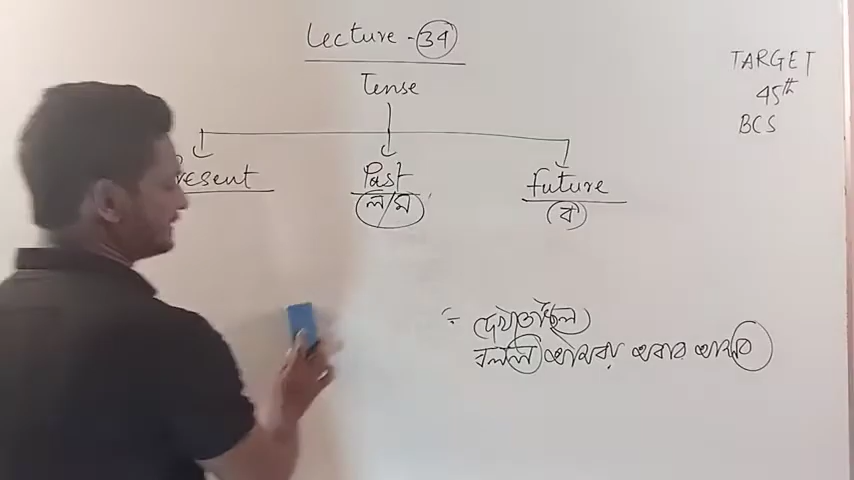 Lecture - 34
Tense
Present Past Future
ল/ম ব
TARGET
45th
BCS
খাবার